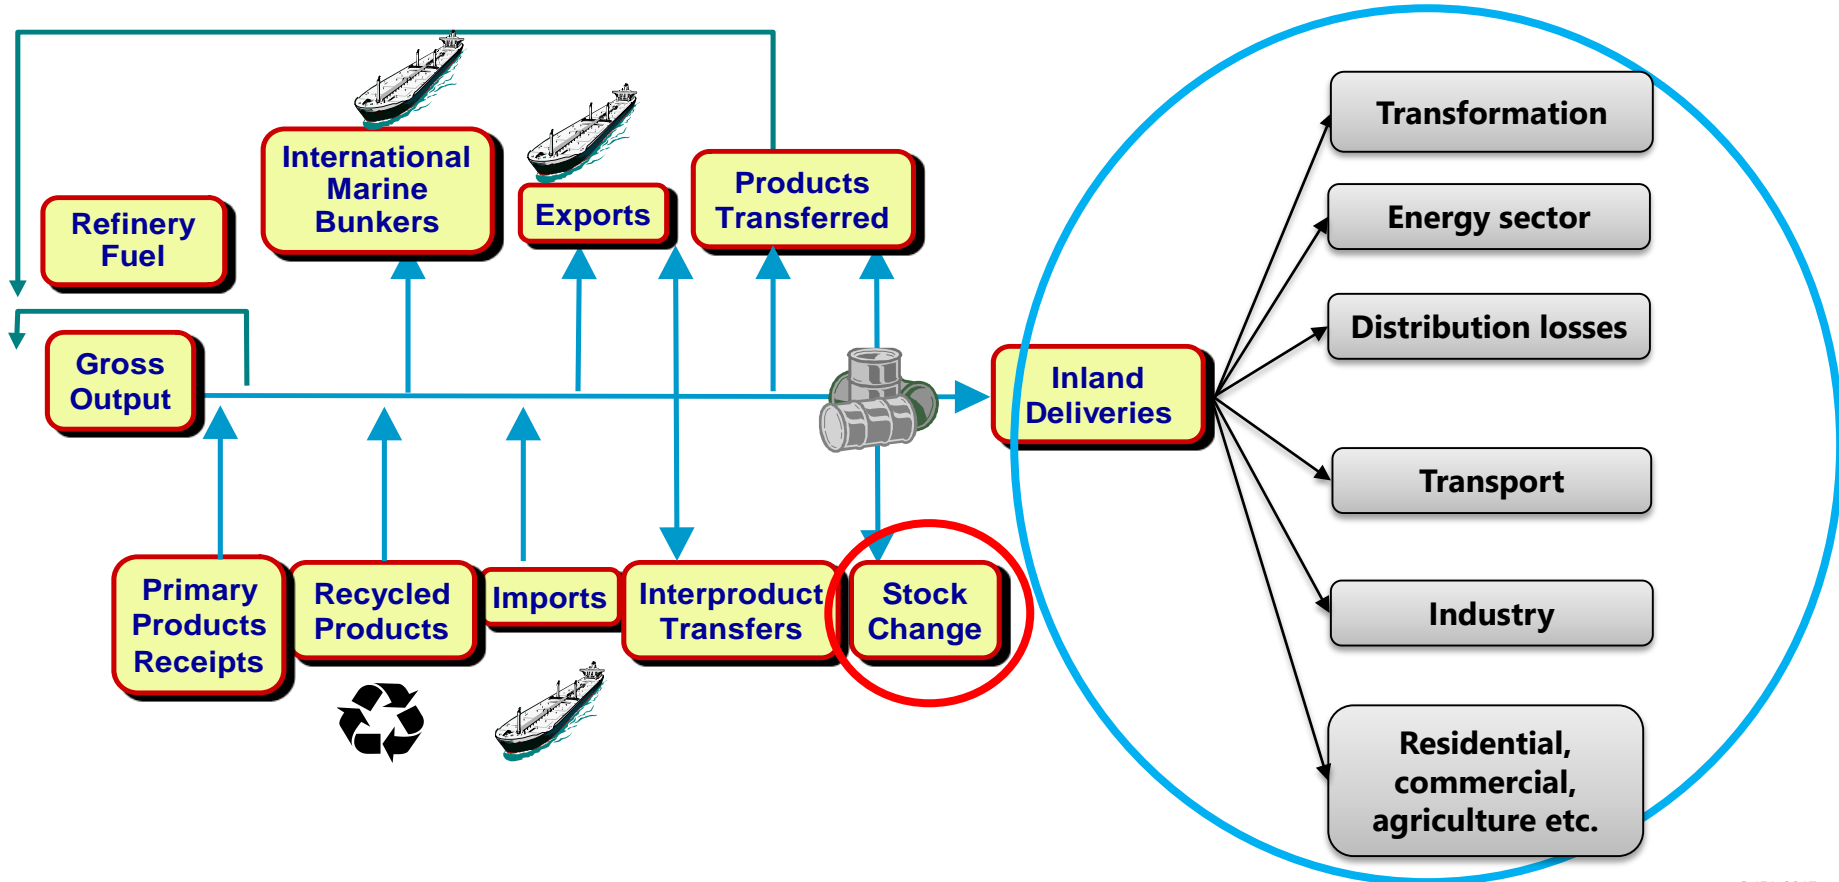 International
Marine
Bunkers
Exports
Products
Transferred
Refinery
Fuel
Gross
Output
Inland
Deliveries
Primary
Products
Receipts
Recycled
Products
Imports
Interproduct
Transfers
Stock
Change
Transformation
Energy sector
Distribution losses
Transport
Industry
Residential,
commercial,
agriculture etc.